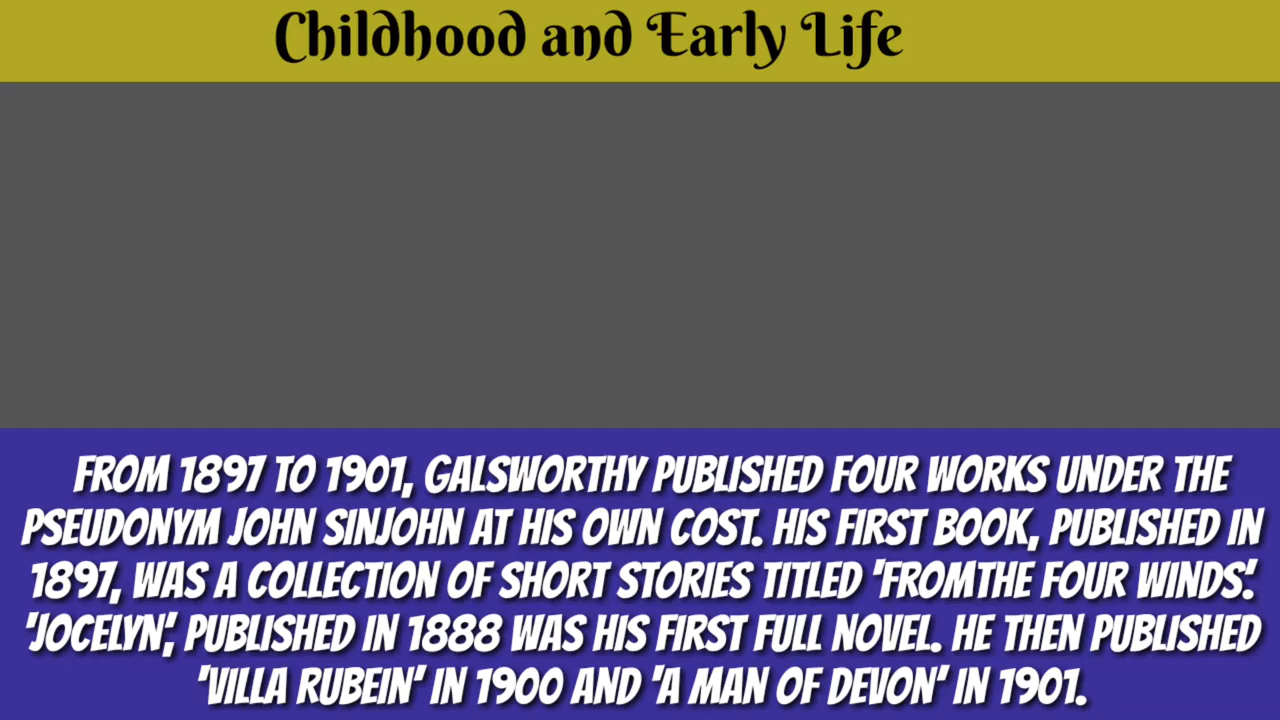 Childhood and Early Life
FROM 1897 TO 1901, GALSWORTHY PUBLISHED FOUR WORKS UNDER THE
PSEUDONYM JOHN SINJOHN AT HIS OWN COST. HIS FIRST BOOK, PUBLISHED IN
1897, WAS A COLLECTION OF SHORT STORIES TITLED 'FROMTHE FOUR WINDS'.
'JOCELYN', PUBLISHED IN 1888 WAS HIS FIRST FULL NOVEL. HE THEN PUBLISHED
'VILLA RUBEIN' IN 1900 AND 'A MAN OF DEVON' IN 1901.